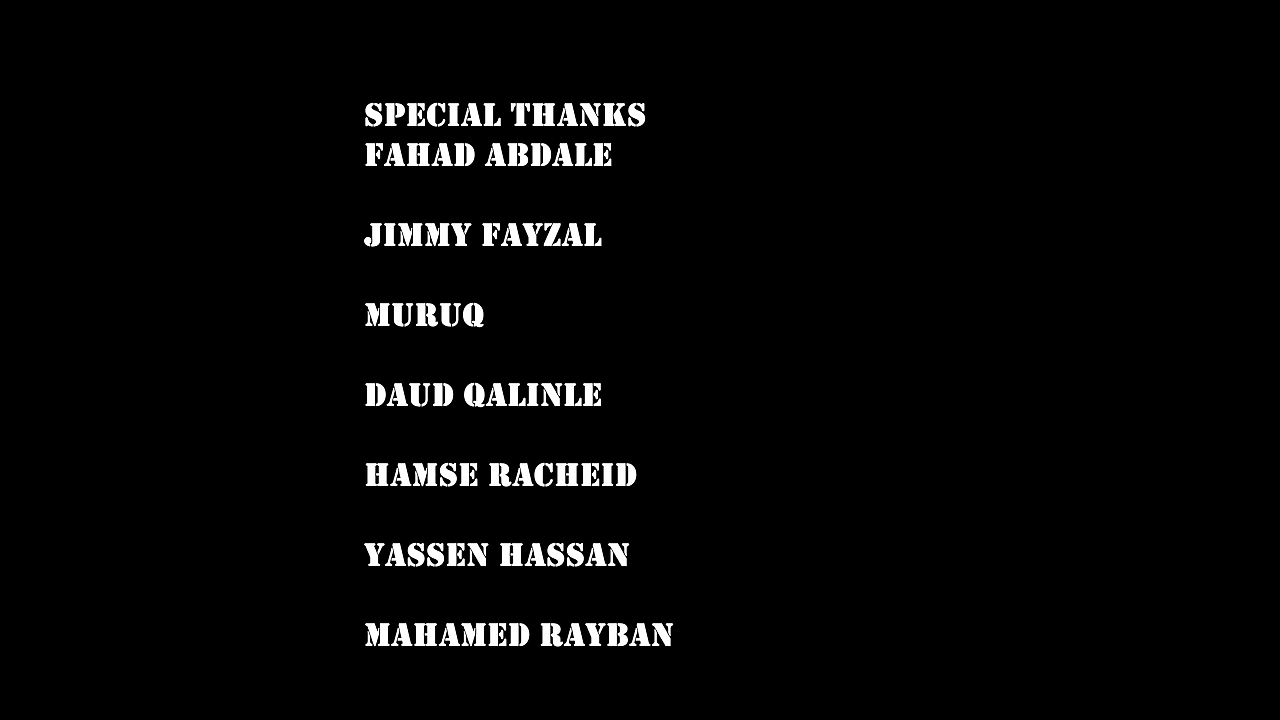 SPECIAL THANKS
FAHAD ABDALE
JIMMY FAYZAL
MURUQ
DAUD QALINLE
HAMSE RACHEID
YASSEN HASSAN
MAHAMED RAYBAN